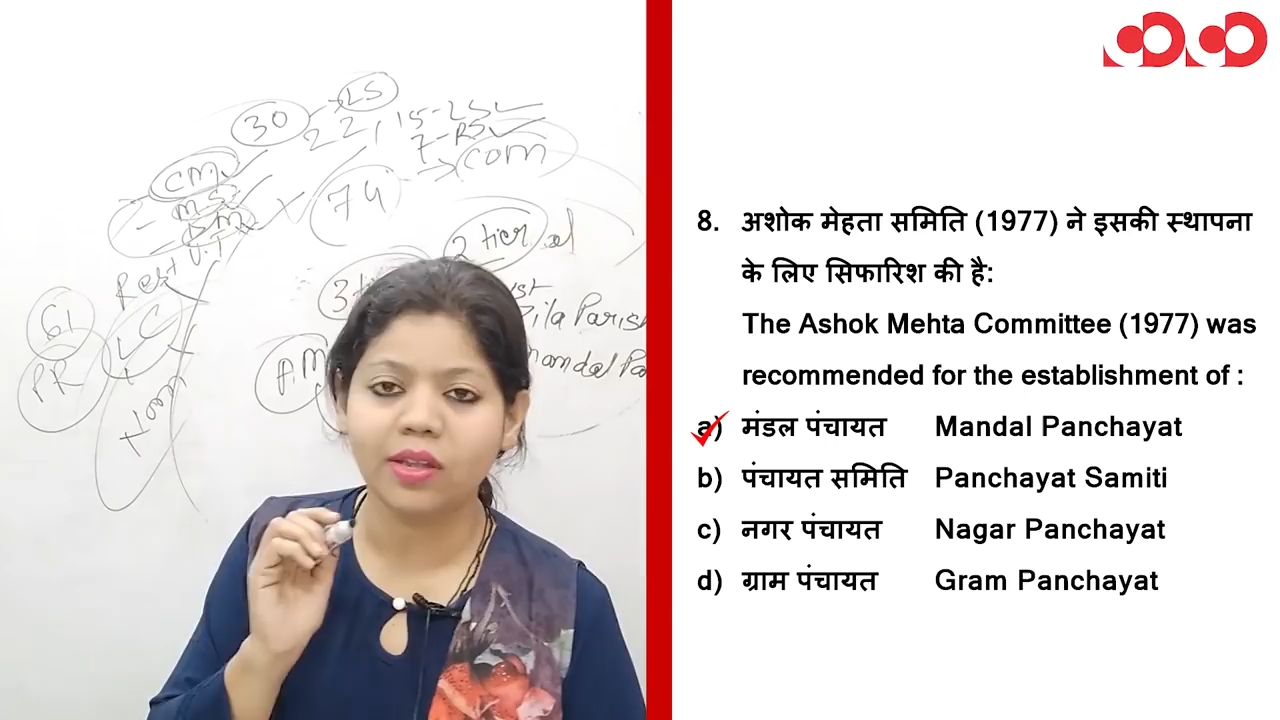 30
LS
22
15-LS
7-RS
com
CM
74
2 tier
Zila Parish
mandal Pa
61
PR
LC
A.M
8. अशोक मेहता समिति (1977) ने इसकी स्थापना
के लिए सिफारिश की है:
The Ashok Mehta Committee (1977) was
recommended for the establishment of :
a) मंडल पंचायत Mandal Panchayat
b) पंचायत समिति Panchayat Samiti
c) नगर पंचायत Nagar Panchayat
d) ग्राम पंचायत Gram Panchayat